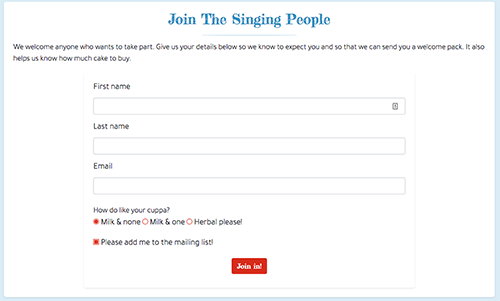 Join The Singing People
We welcome anyone who wants to take part. Give us your details below so we know to expect you and so that we can send you a welcome pack. It also
helps us know how much cake to buy.
First name
Last name
Email
How do like your cuppa?
Milk & none Milk & one Herbal please!
Please add me to the mailing list!
Join in!